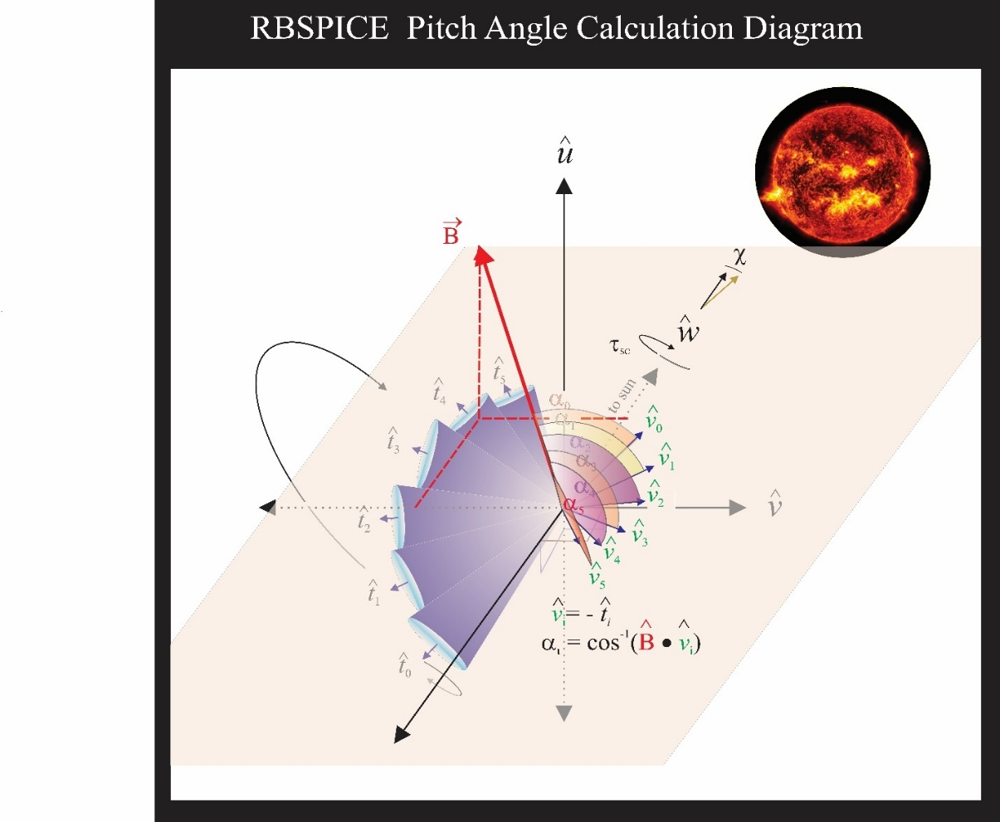 RBSPICE Pitch Angle Calculation Diagram
û
B⃗
χ
ŵ
τsc
to sun
t̂5
t̂4
t̂3
t̂2
t̂1
t̂0
α0
α1
α2
α3
α4
α5
v̂0
v̂1
v̂2
v̂3
v̂4
v̂5
v̂
v̂i = - t̂i
αi = cos⁻¹(B̂ • v̂i)